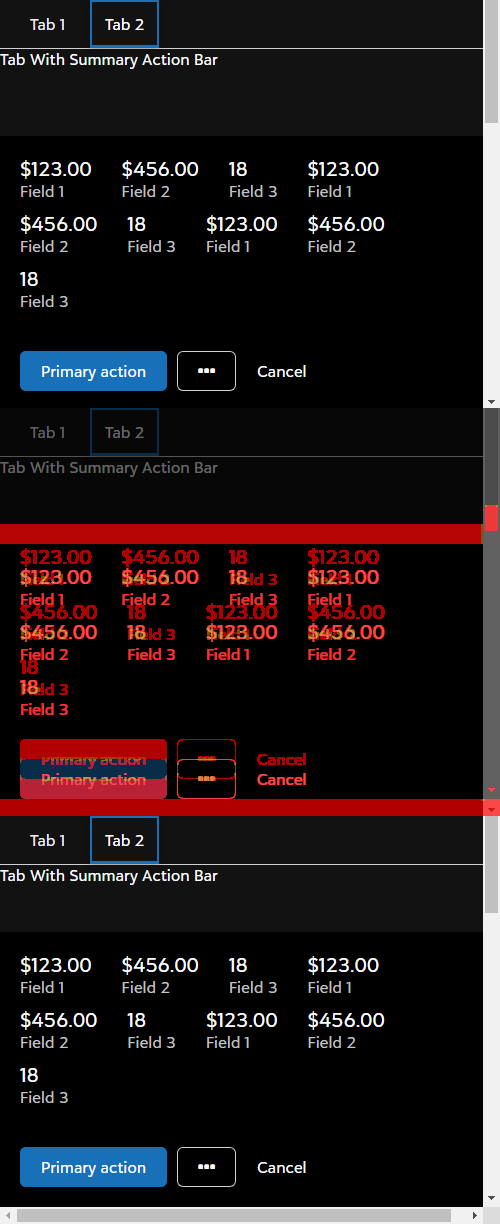 Tab 1 Tab 2
Tab With Summary Action Bar
$123.00 $456.00 18 $123.00
Field 1 Field 2 Field 3 Field 1
$456.00 18 $123.00 $456.00
Field 2 Field 3 Field 1 Field 2
18
Field 3
Primary action ••• Cancel
Tab 1 Tab 2
Tab With Summary Action Bar
$123.00 $456.00 18 $123.00
$123.00 $456.00 18 $123.00
Field 1 Field 2 Field 3 Field 1
$456.00 18 $123.00 $456.00
$456.00 18 $123.00 $456.00
Field 2 Field 3 Field 1 Field 2
18
18
Field 3
Field 3
Primary action ••• Cancel
Primary action ••• Cancel
Tab 1 Tab 2
Tab With Summary Action Bar
$123.00 $456.00 18 $123.00
Field 1 Field 2 Field 3 Field 1
$456.00 18 $123.00 $456.00
Field 2 Field 3 Field 1 Field 2
18
Field 3
Primary action ••• Cancel